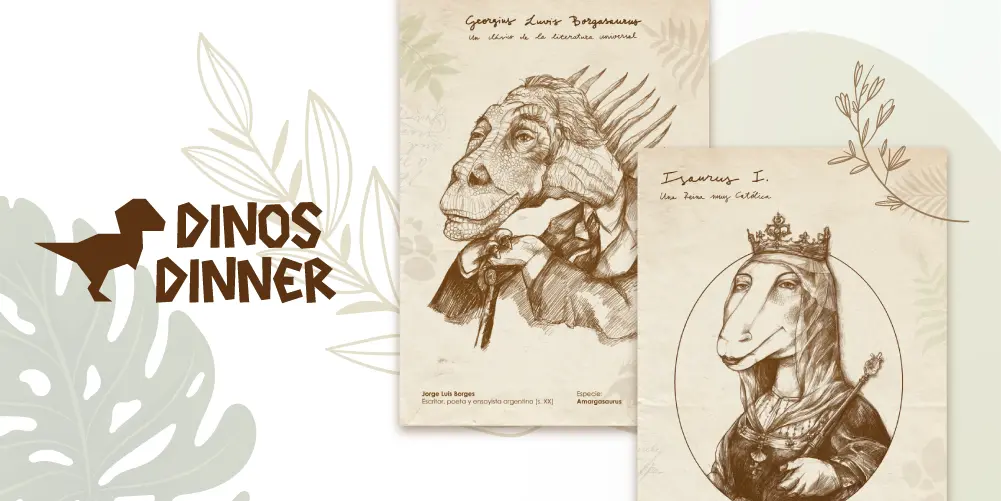 DINOS
DINNER
Georgius Luvis Borgasaurus
Un clásico de la literatura universal
Jorge Luis Borges
Escritor, poeta y ensayista argentino (s. XX)
Especie:
Amargasaurus
Isaurus I.
Una Reina muy Católica